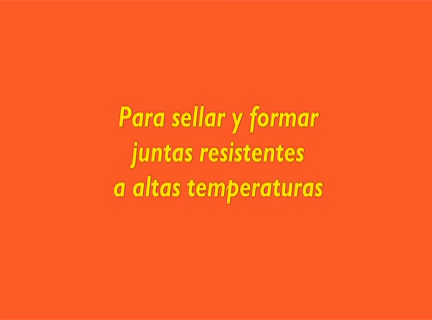 Para sellar y formar
juntas resistentes
a altas temperaturas